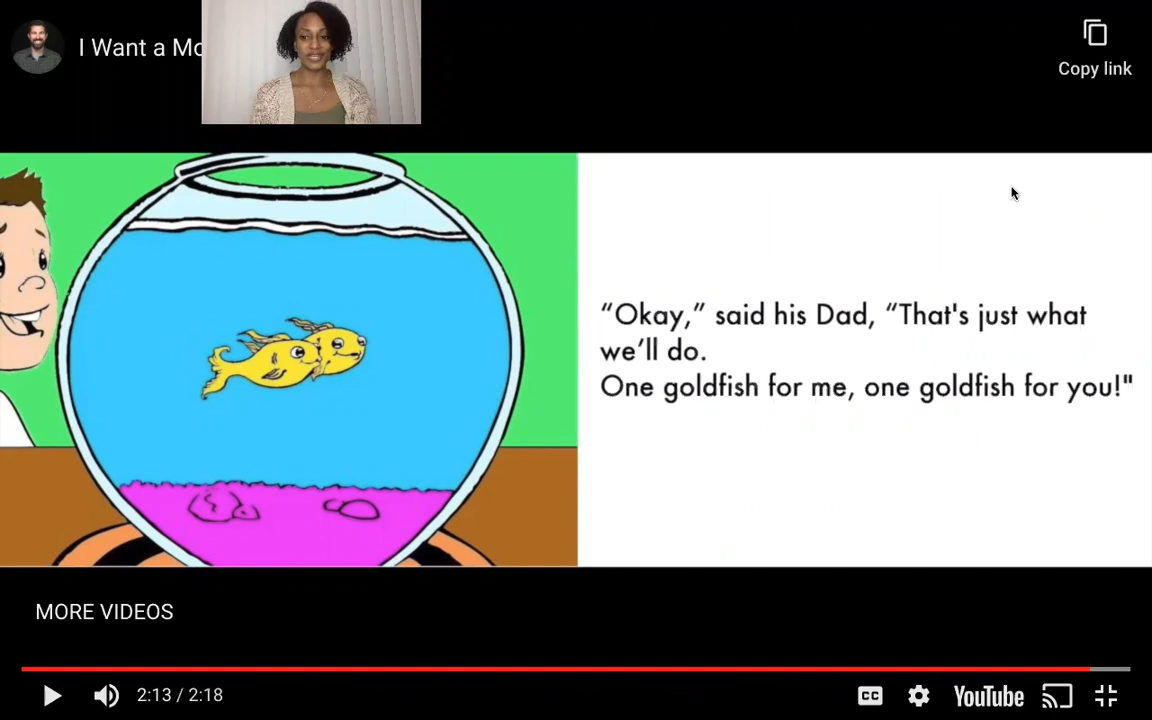 I Want a Mo
Copy link
“Okay,” said his Dad, “That's just what
we’ll do.
One goldfish for me, one goldfish for you!"
MORE VIDEOS
2:13 / 2:18
CC
YouTube